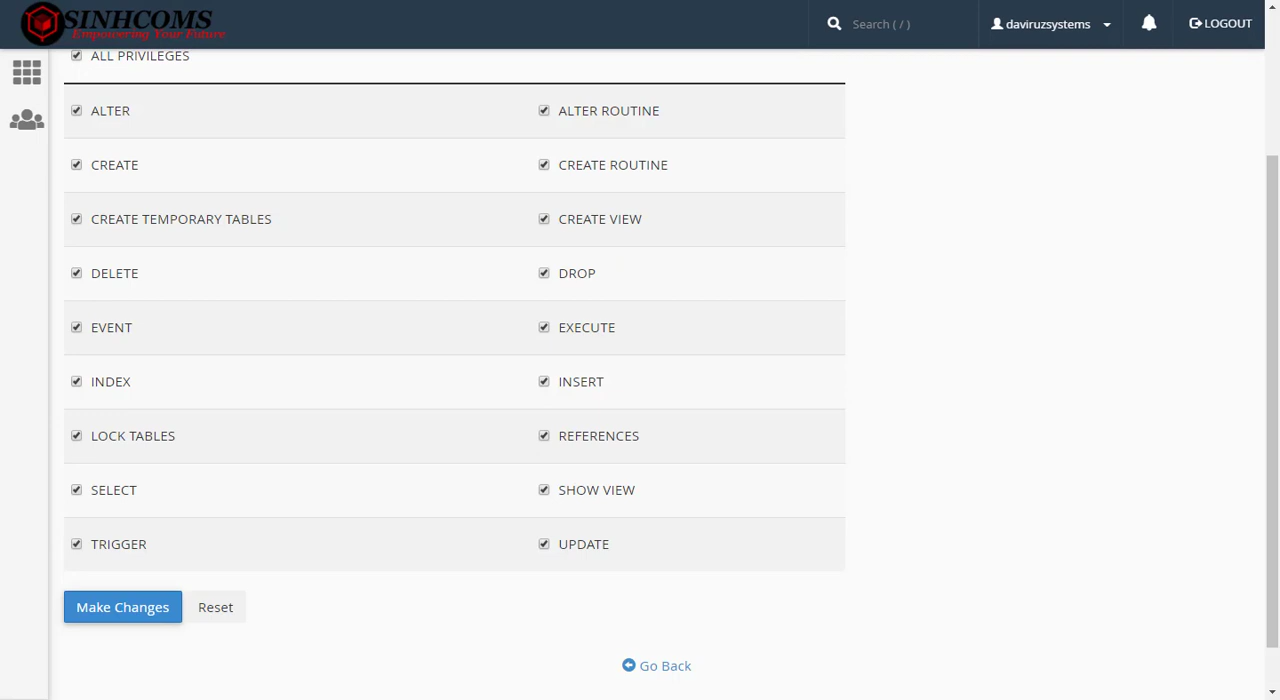 SINHCOMS
Empowering Your Future
Search ( / )
daviruzsystems
LOGOUT
ALL PRIVILEGES
ALTER
ALTER ROUTINE
CREATE
CREATE ROUTINE
CREATE TEMPORARY TABLES
CREATE VIEW
DELETE
DROP
EVENT
EXECUTE
INDEX
INSERT
LOCK TABLES
REFERENCES
SELECT
SHOW VIEW
TRIGGER
UPDATE
Make Changes
Reset
Go Back